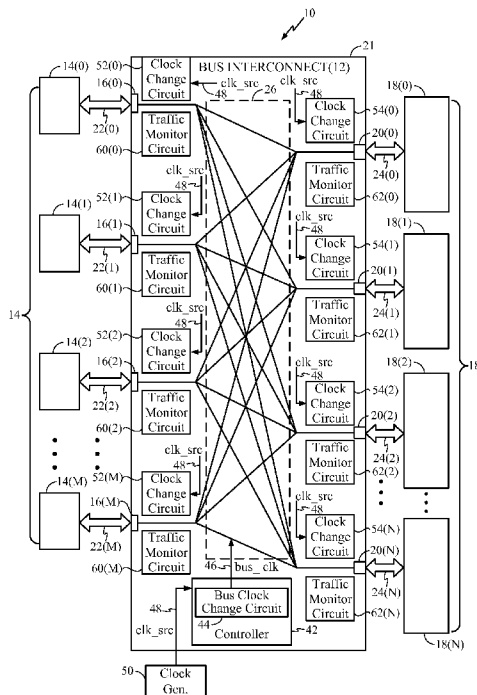 10
14(0)
52(0)
16(0)
Clock
Change
Circuit
BUS INTERCONNECT(12)
21
clk_src
48
26
clk_src
48
18(0)
Clock
Change
Circuit
54(0)
22(0)
Traffic
Monitor
Circuit
60(0)
20(0)
24(0)
Traffic
Monitor
Circuit
62(0)
clk_src
48
14(1)
52(1)
16(1)
Clock
Change
Circuit
clk_src
48
18(1)
Clock
Change
Circuit
54(1)
22(1)
Traffic
Monitor
Circuit
60(1)
20(1)
24(1)
Traffic
Monitor
Circuit
62(1)
14
18
clk_src
48
14(2)
52(2)
16(2)
Clock
Change
Circuit
clk_src
48
18(2)
Clock
Change
Circuit
54(2)
22(2)
Traffic
Monitor
Circuit
60(2)
20(2)
24(2)
Traffic
Monitor
Circuit
62(2)
clk_src
48
14(M)
52(M)
16(M)
Clock
Change
Circuit
clk_src
48
Clock
Change
Circuit
54(N)
22(M)
Traffic
Monitor
Circuit
60(M)
20(N)
24(N)
Traffic
Monitor
Circuit
62(N)
18(N)
46
bus_clk
48
clk_src
Bus Clock
Change Circuit
44
Controller
42
50
Clock
Gen.